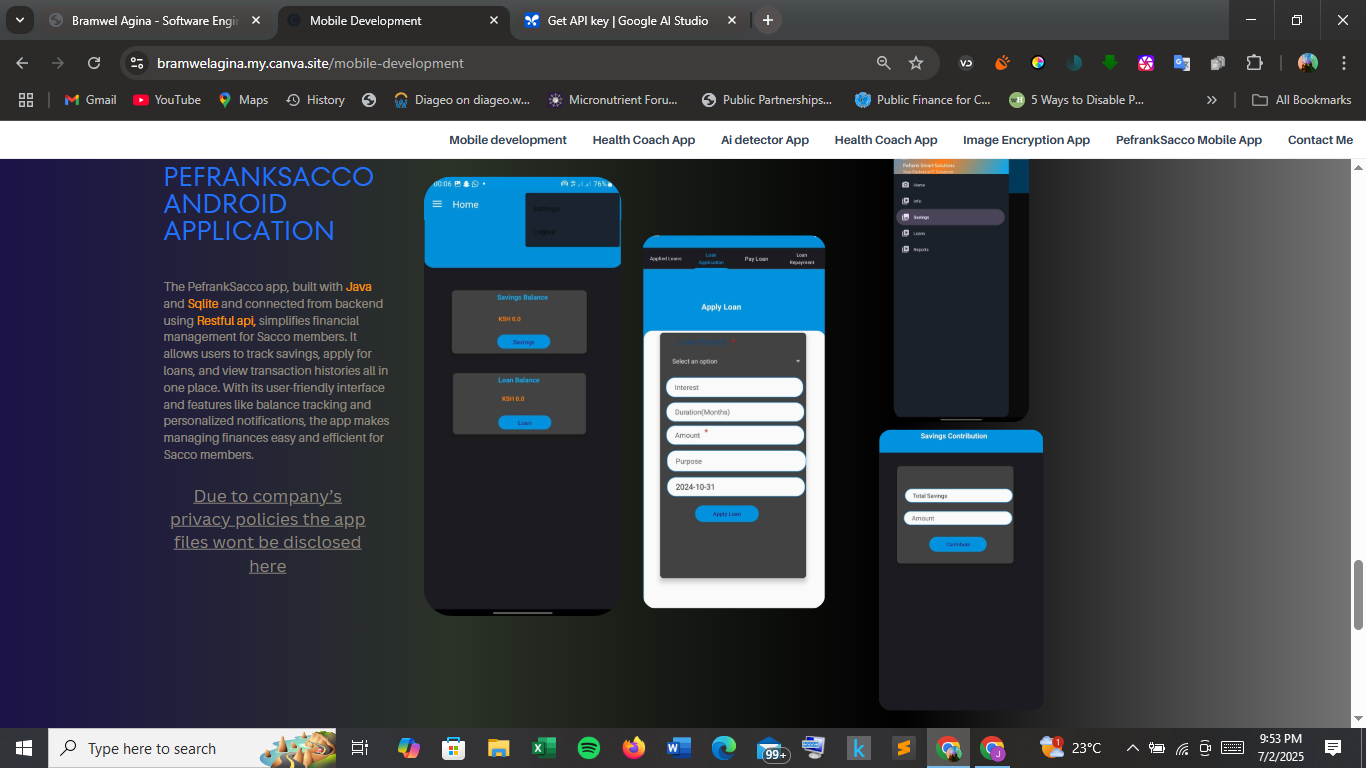 Bramwel Agina - Software Engin
Mobile Development
Get API key | Google AI Studio
bramwelagina.my.canva.site/mobile-development
Gmail
YouTube
Maps
History
Diageo on diageo.w...
Micronutrient Foru...
Public Partnerships...
Public Finance for C...
5 Ways to Disable P...
All Bookmarks
Mobile development
Health Coach App
Ai detector App
Health Coach App
Image Encryption App
PefrankSacco Mobile App
Contact Me
PEFRANKSACCO
ANDROID
APPLICATION
The PefrankSacco app, built with Java
and Sqlite and connected from backend
using Restful api, simplifies financial
management for Sacco members. It
allows users to track savings, apply for
loans, and view transaction histories all in
one place. With its user-friendly interface
and features like balance tracking and
personalized notifications, the app makes
managing finances easy and efficient for
Sacco members.
Due to company's
privacy policies the app
files wont be disclosed
here
00:06
76%
Home
Settings
Logout
Savings Balance
KSH 0.0
Savings
Loan Balance
KSH 0.0
Loan
Applied Loans
Loan
Application
Pay Loan
Loan
Repayment
Apply Loan
*
Select an option
Interest
Duration(Months)
Amount *
Purpose
2024-10-31
Apply Loan
Pefrank Smart Solutions
Home
Info
Savings
Loans
Reports
Savings Contribution
Total Savings
Amount
Contribute
Type here to search
99+
1
23°C
9:53 PM
7/2/2025